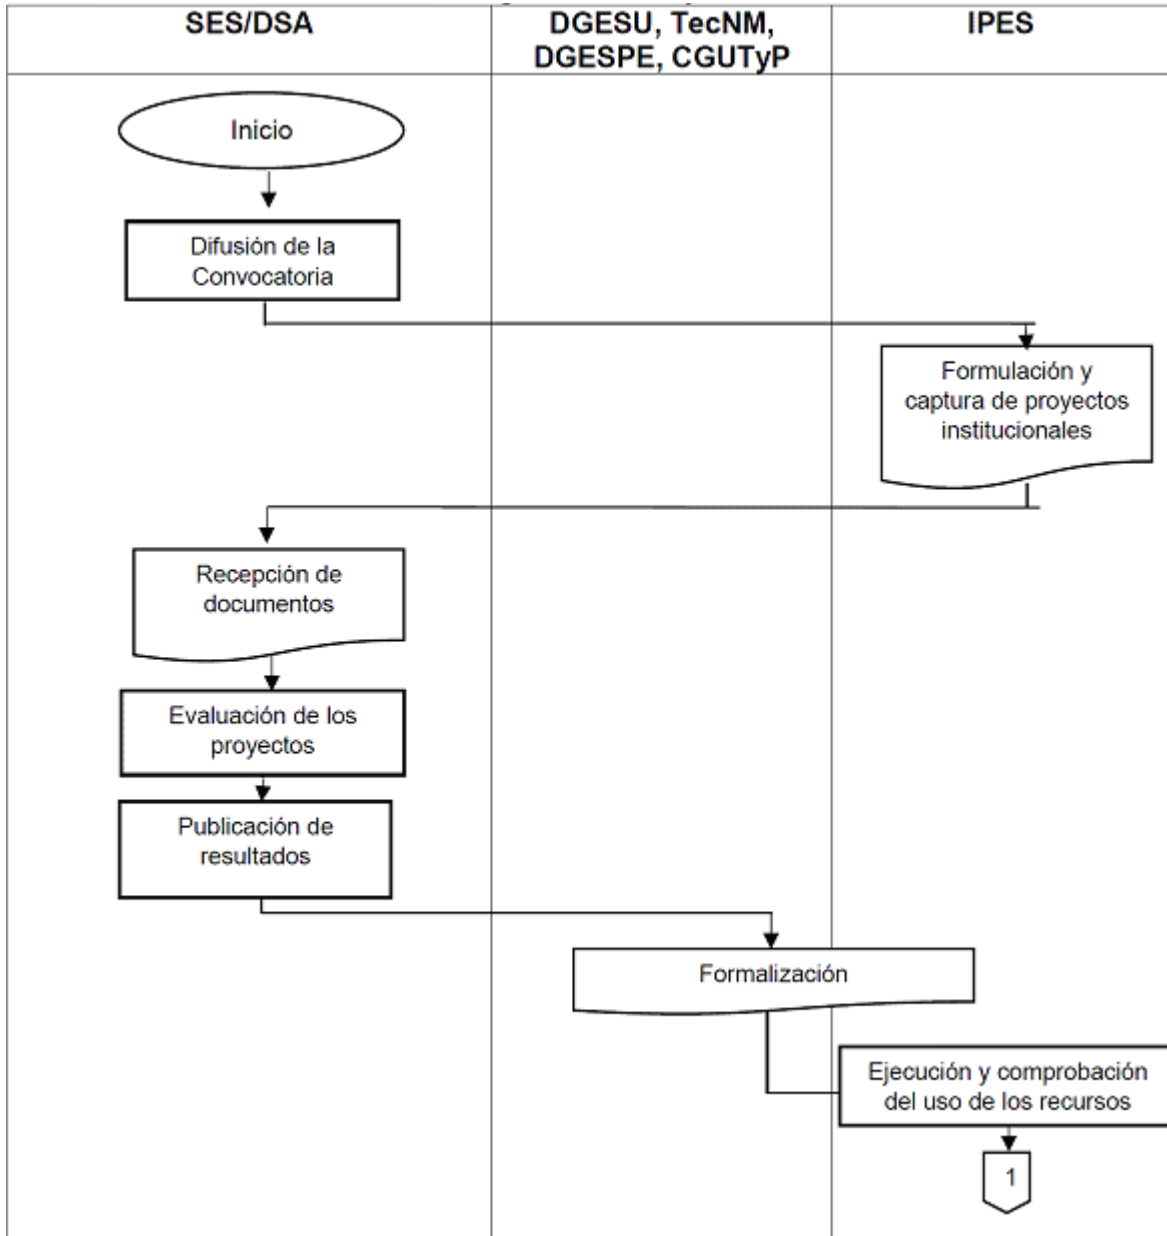 SES/DSA
DGESU, TecNM,
DGESPE, CGUTyP
IPES
Inicio
Difusión de la
Convocatoria
Formulación y
captura de proyectos
institucionales
Recepción de
documentos
Evaluación de los
proyectos
Publicación de
resultados
Formalización
Ejecución y comprobación
del uso de los recursos
1